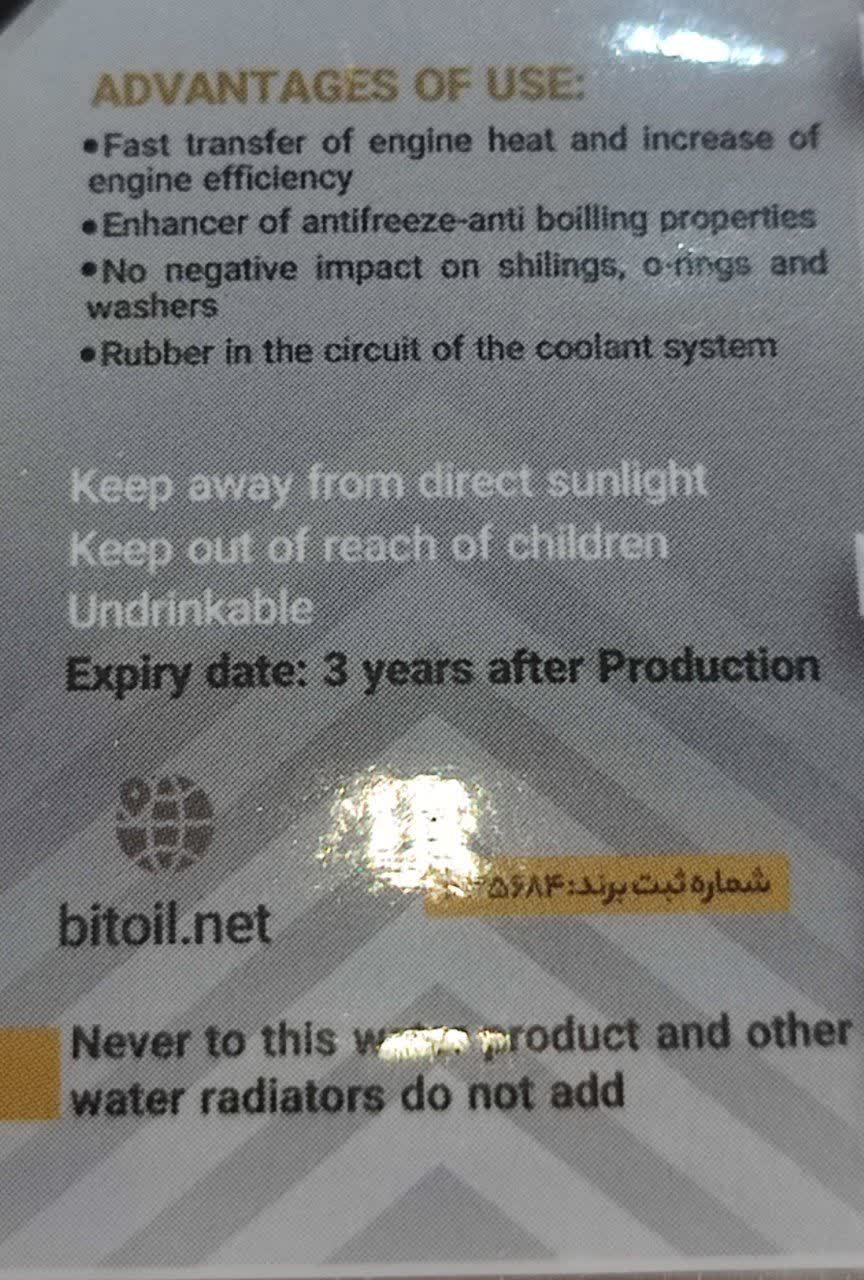 ADVANTAGES OF USE:
•Fast transfer of engine heat and increase of
engine efficiency
•Enhancer of antifreeze-anti boilling properties
•No negative impact on shilings, o-rings and
washers
•Rubber in the circuit of the coolant system
Keep away from direct sunlight
Keep out of reach of children
Undrinkable
Expiry date: 3 years after Production
شماره ثبت برند:
bitoil.net
Never to this product and other
water radiators do not add